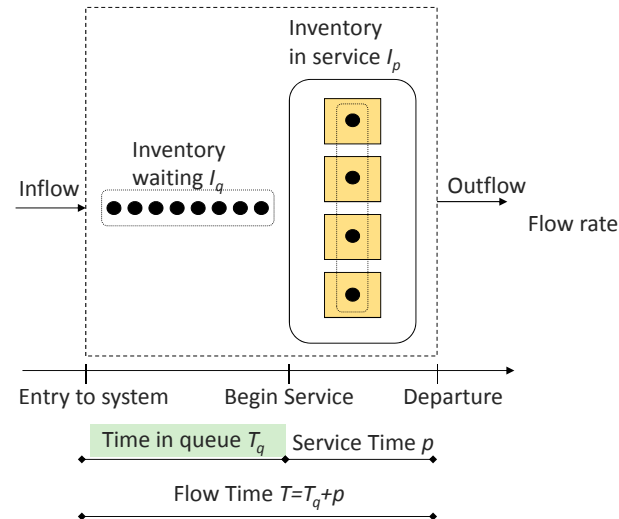 Inventory
in service I_p
Inventory
waiting I_q
Inflow
Outflow
Flow rate
Entry to system
Begin Service
Departure
Time in queue T_q
Service Time p
Flow Time T=T_q+p